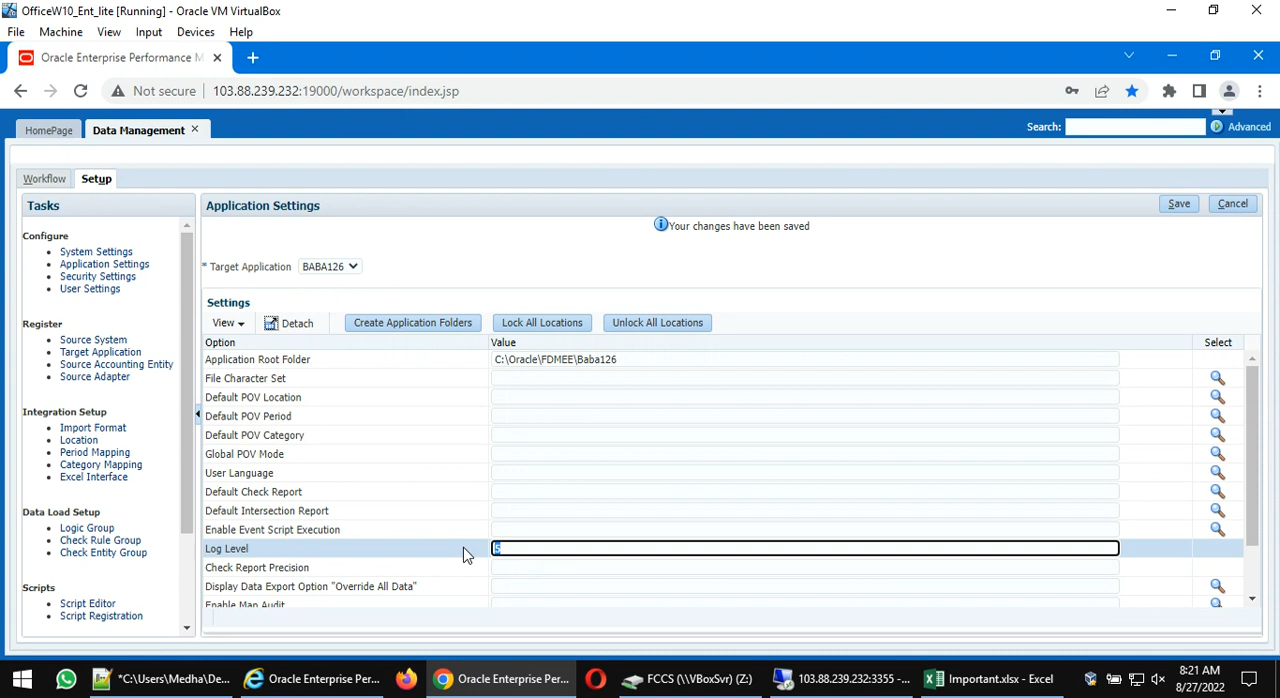 OfficeW10_Ent_lite [Running] - Oracle VM VirtualBox
File Machine View Input Devices Help
Oracle Enterprise Performance M
Not secure 103.88.239.232:19000/workspace/index.jsp
HomePage Data Management Search: Advanced
Workflow Setup
Tasks
Application Settings Save Cancel
Your changes have been saved
Configure
System Settings
Application Settings
Security Settings
User Settings
* Target Application BABA126
Register
Source System
Target Application
Source Accounting Entity
Source Adapter
Integration Setup
Import Format
Location
Period Mapping
Category Mapping
Excel Interface
Data Load Setup
Logic Group
Check Rule Group
Check Entity Group
Scripts
Script Editor
Script Registration
Settings
View Detach Create Application Folders Lock All Locations Unlock All Locations
Option Value Select
Application Root Folder C:\Oracle\FDMEE\Baba126
File Character Set
Default POV Location
Default POV Period
Default POV Category
Global POV Mode
User Language
Default Check Report
Default Intersection Report
Enable Event Script Execution
Log Level 5
Check Report Precision
Display Data Export Option "Override All Data"
Enable Map Audit
*C:\Users\Medha\De... Oracle Enterprise Per... Oracle Enterprise Per... FCCS (\\VBoxSvr) (Z:) 103.88.239.232:3355 -... Important.xlsx - Excel
8:21 AM
8/27/2022